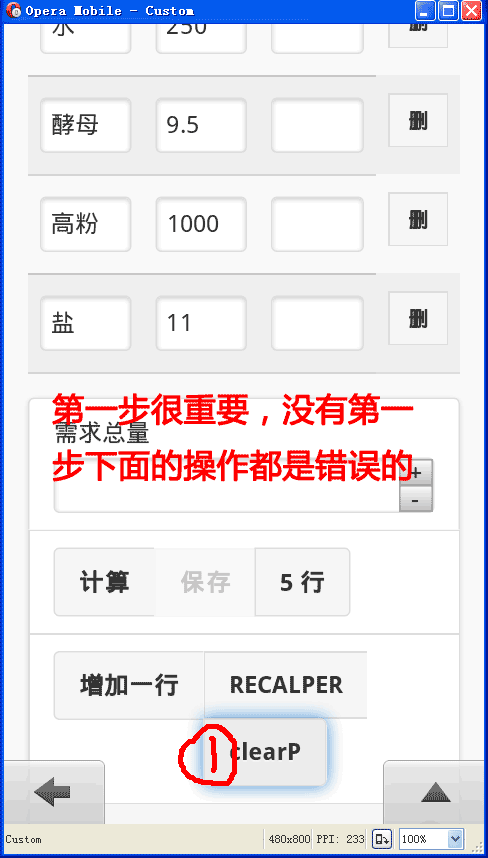 Opera Mobile - Custom
水 250 删
酵母 9.5 删
高粉 1000 删
盐 11 删
第一步很重要，没有第一
需求总量
步下面的操作都是错误的
+
-
计算 保存 5 行
增加一行 RECALPER
1 clearP
Custom 480x800 PPI: 233 100%